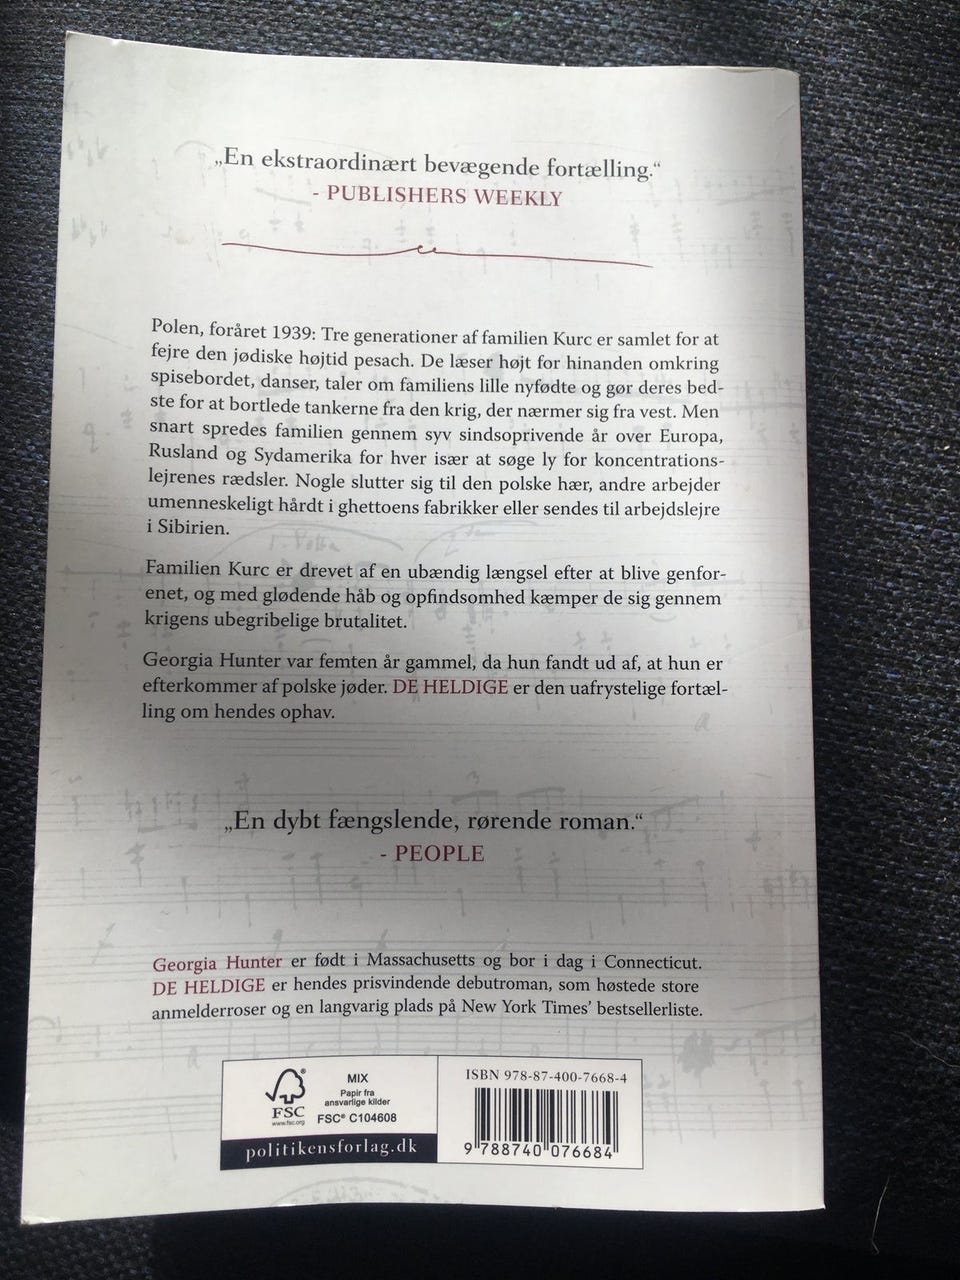 „En ekstraordinært bevægende fortælling.“
- PUBLISHERS WEEKLY
Polen, foråret 1939: Tre generationer af familien Kurc er samlet for at
fejre den jødiske højtid pesach. De læser højt for hinanden omkring
spisebordet, danser, taler om familiens lille nyfødte og gør deres bed-
ste for at bortlede tankerne fra den krig, der nærmer sig fra vest. Men
snart spredes familien gennem syv sindsoprivende år over Europa,
Rusland og Sydamerika for hver især at søge ly for koncentrations-
lejrenes rædsler. Nogle slutter sig til den polske hær, andre arbejder
umenneskeligt hårdt i ghettoens fabrikker eller sendes til arbejdslejre
i Sibirien.
Familien Kurc er drevet af en ubændig længsel efter at blive genfor-
enet, og med glødende håb og opfindsomhed kæmper de sig gennem
krigens ubegribelige brutalitet.
Georgia Hunter var femten år gammel, da hun fandt ud af, at hun er
efterkommer af polske jøder. DE HELDIGE er den uafrystelige fortæl-
ling om hendes ophav.
„En dybt fængslende, rørende roman.“
- PEOPLE
Georgia Hunter er født i Massachusetts og bor i dag i Connecticut.
DE HELDIGE er hendes prisvindende debutroman, som høstede store
anmelderroser og en langvarig plads på New York Times’ bestsellerliste.
FSC
www.fsc.org
MIX
Papir fra
ansvarlige kilder
FSC® C104608
politikensforlag.dk
ISBN 978-87-400-7668-4
9 788740 076684